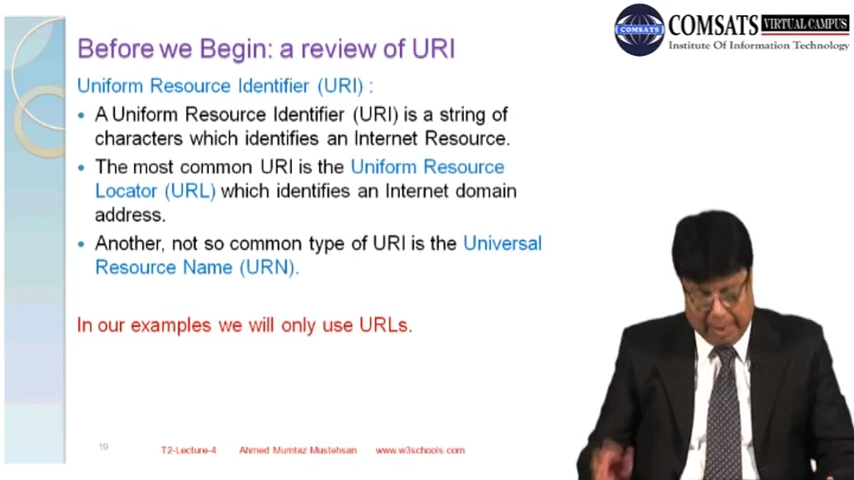 Before we Begin: a review of URI
Uniform Resource Identifier (URI) :
• A Uniform Resource Identifier (URI) is a string of
characters which identifies an Internet Resource.
• The most common URI is the Uniform Resource
Locator (URL) which identifies an Internet domain
address.
• Another, not so common type of URI is the Universal
Resource Name (URN).
In our examples we will only use URLs.
19 T2-Lecture-4 Ahmed Mumtaz Mustehsan www.w3schools.com
COMSATS
COMSATS VIRTUAL CAMPUS
Institute Of Information Technology